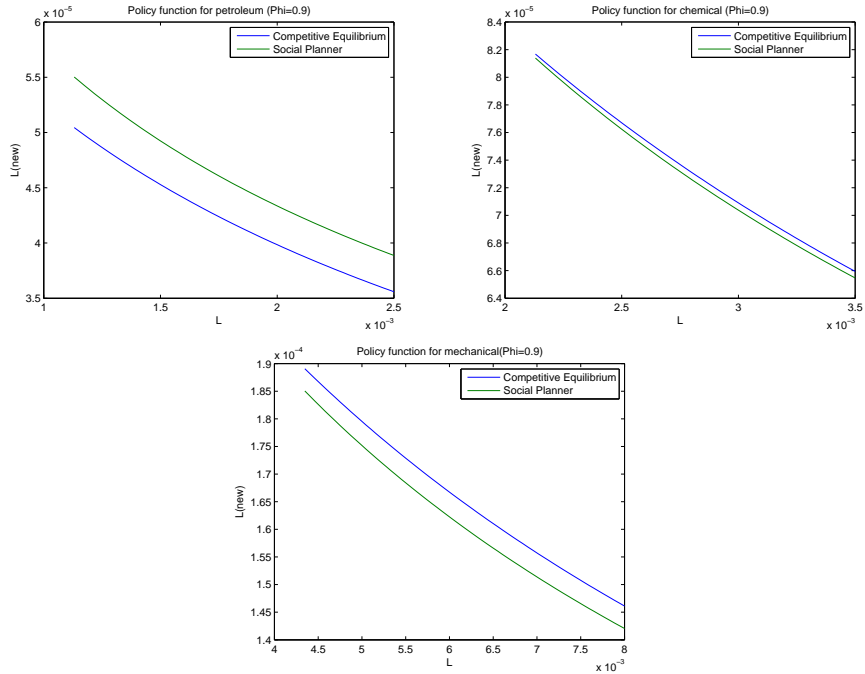 Policy function for petroleum (Phi=0.9)
x 10⁻⁵
6
5.5
5
4.5
4
3.5
L(new)
1
1.5
2
2.5
L
x 10⁻³
Competitive Equilibrium
Social Planner
Policy function for chemical (Phi=0.9)
x 10⁻⁵
8.4
8.2
8
7.8
7.6
7.4
7.2
7
6.8
6.6
6.4
L(new)
2
2.5
3
3.5
L
x 10⁻³
Competitive Equilibrium
Social Planner
Policy function for mechanical(Phi=0.9)
x 10⁻⁴
1.9
1.85
1.8
1.75
1.7
1.65
1.6
1.55
1.5
1.45
1.4
L(new)
4
4.5
5
5.5
6
6.5
7
7.5
8
L
x 10⁻³
Competitive Equilibrium
Social Planner